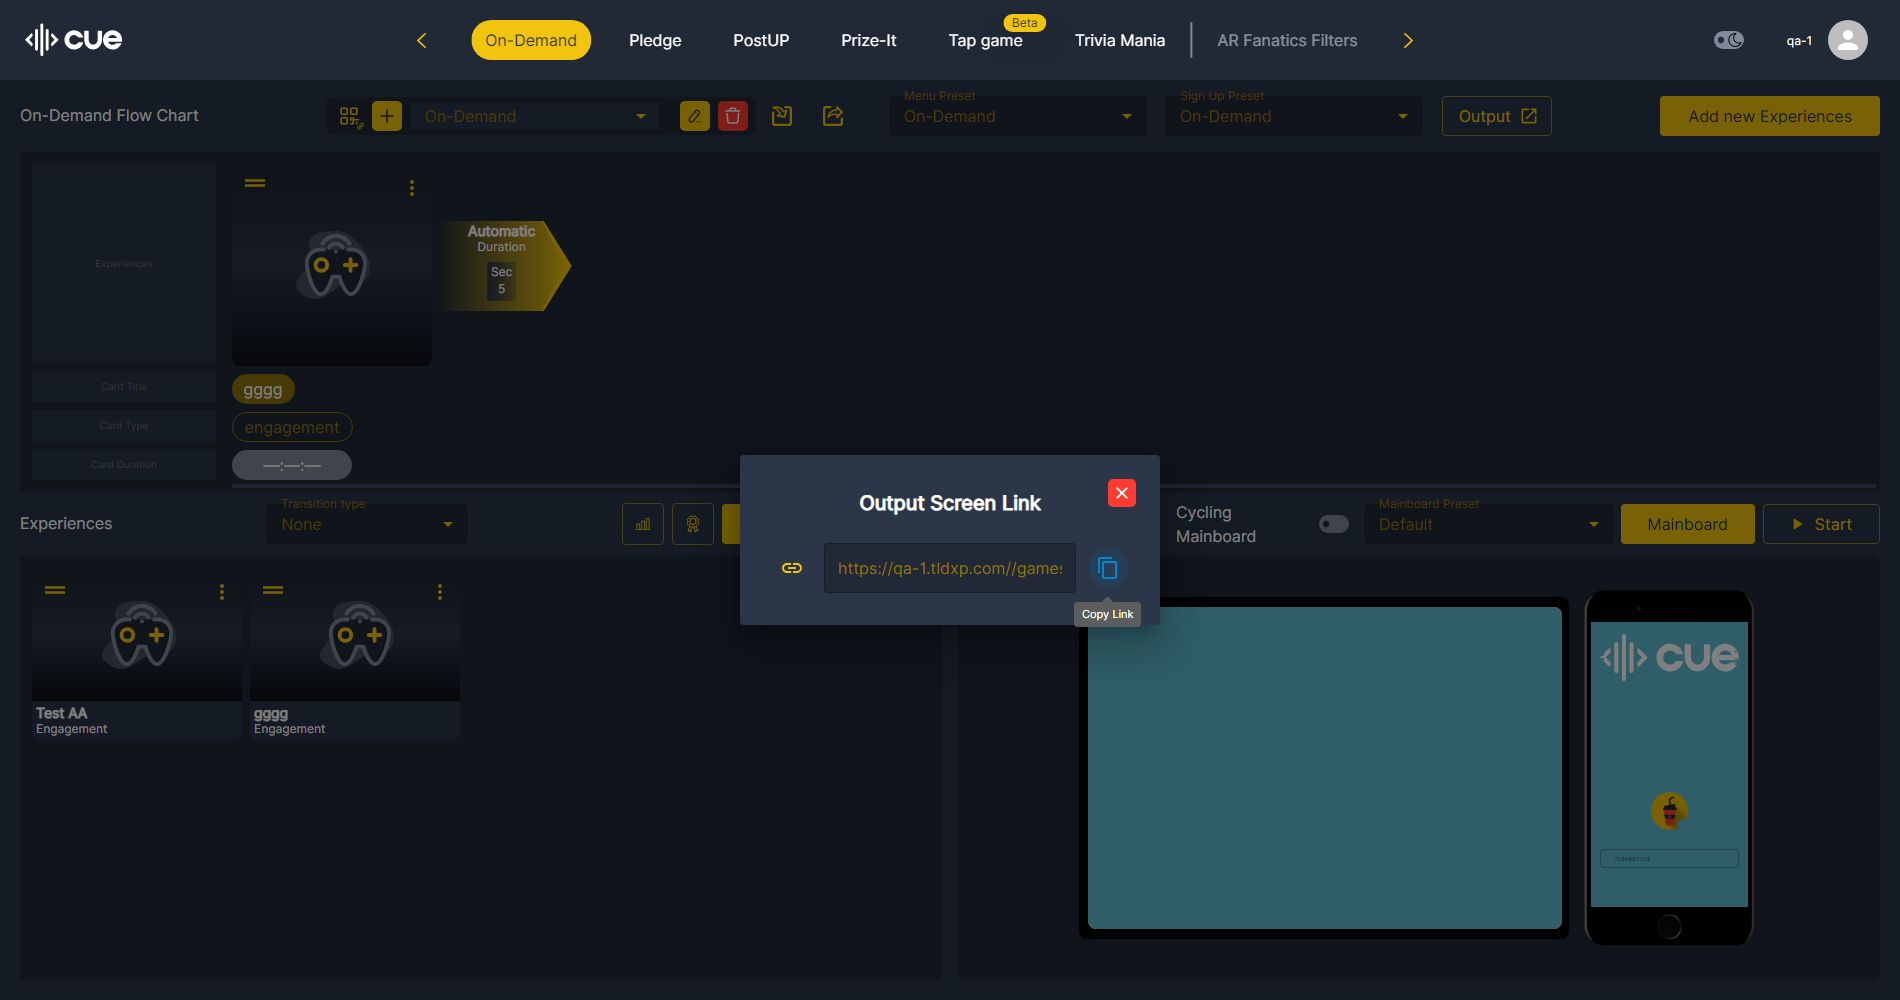 cue
On-Demand
Pledge
PostUP
Prize-It
Tap game
Beta
Trivia Mania
AR Fanatics Filters
qa-1
On-Demand Flow Chart
On-Demand
Menu Preset
On-Demand
Sign Up Preset
On-Demand
Output
Add new Experiences
Experiences
Automatic
Duration
Sec
5
Card Title
gggg
Card Type
engagement
Card Duration
—:—:—
Experiences
Transition type
None
Output Screen Link
https://qa-1.tldxp.com//games
Copy Link
Cycling
Mainboard
Mainboard Preset
Default
Mainboard
Start
Test AA
Engagement
gggg
Engagement
cue